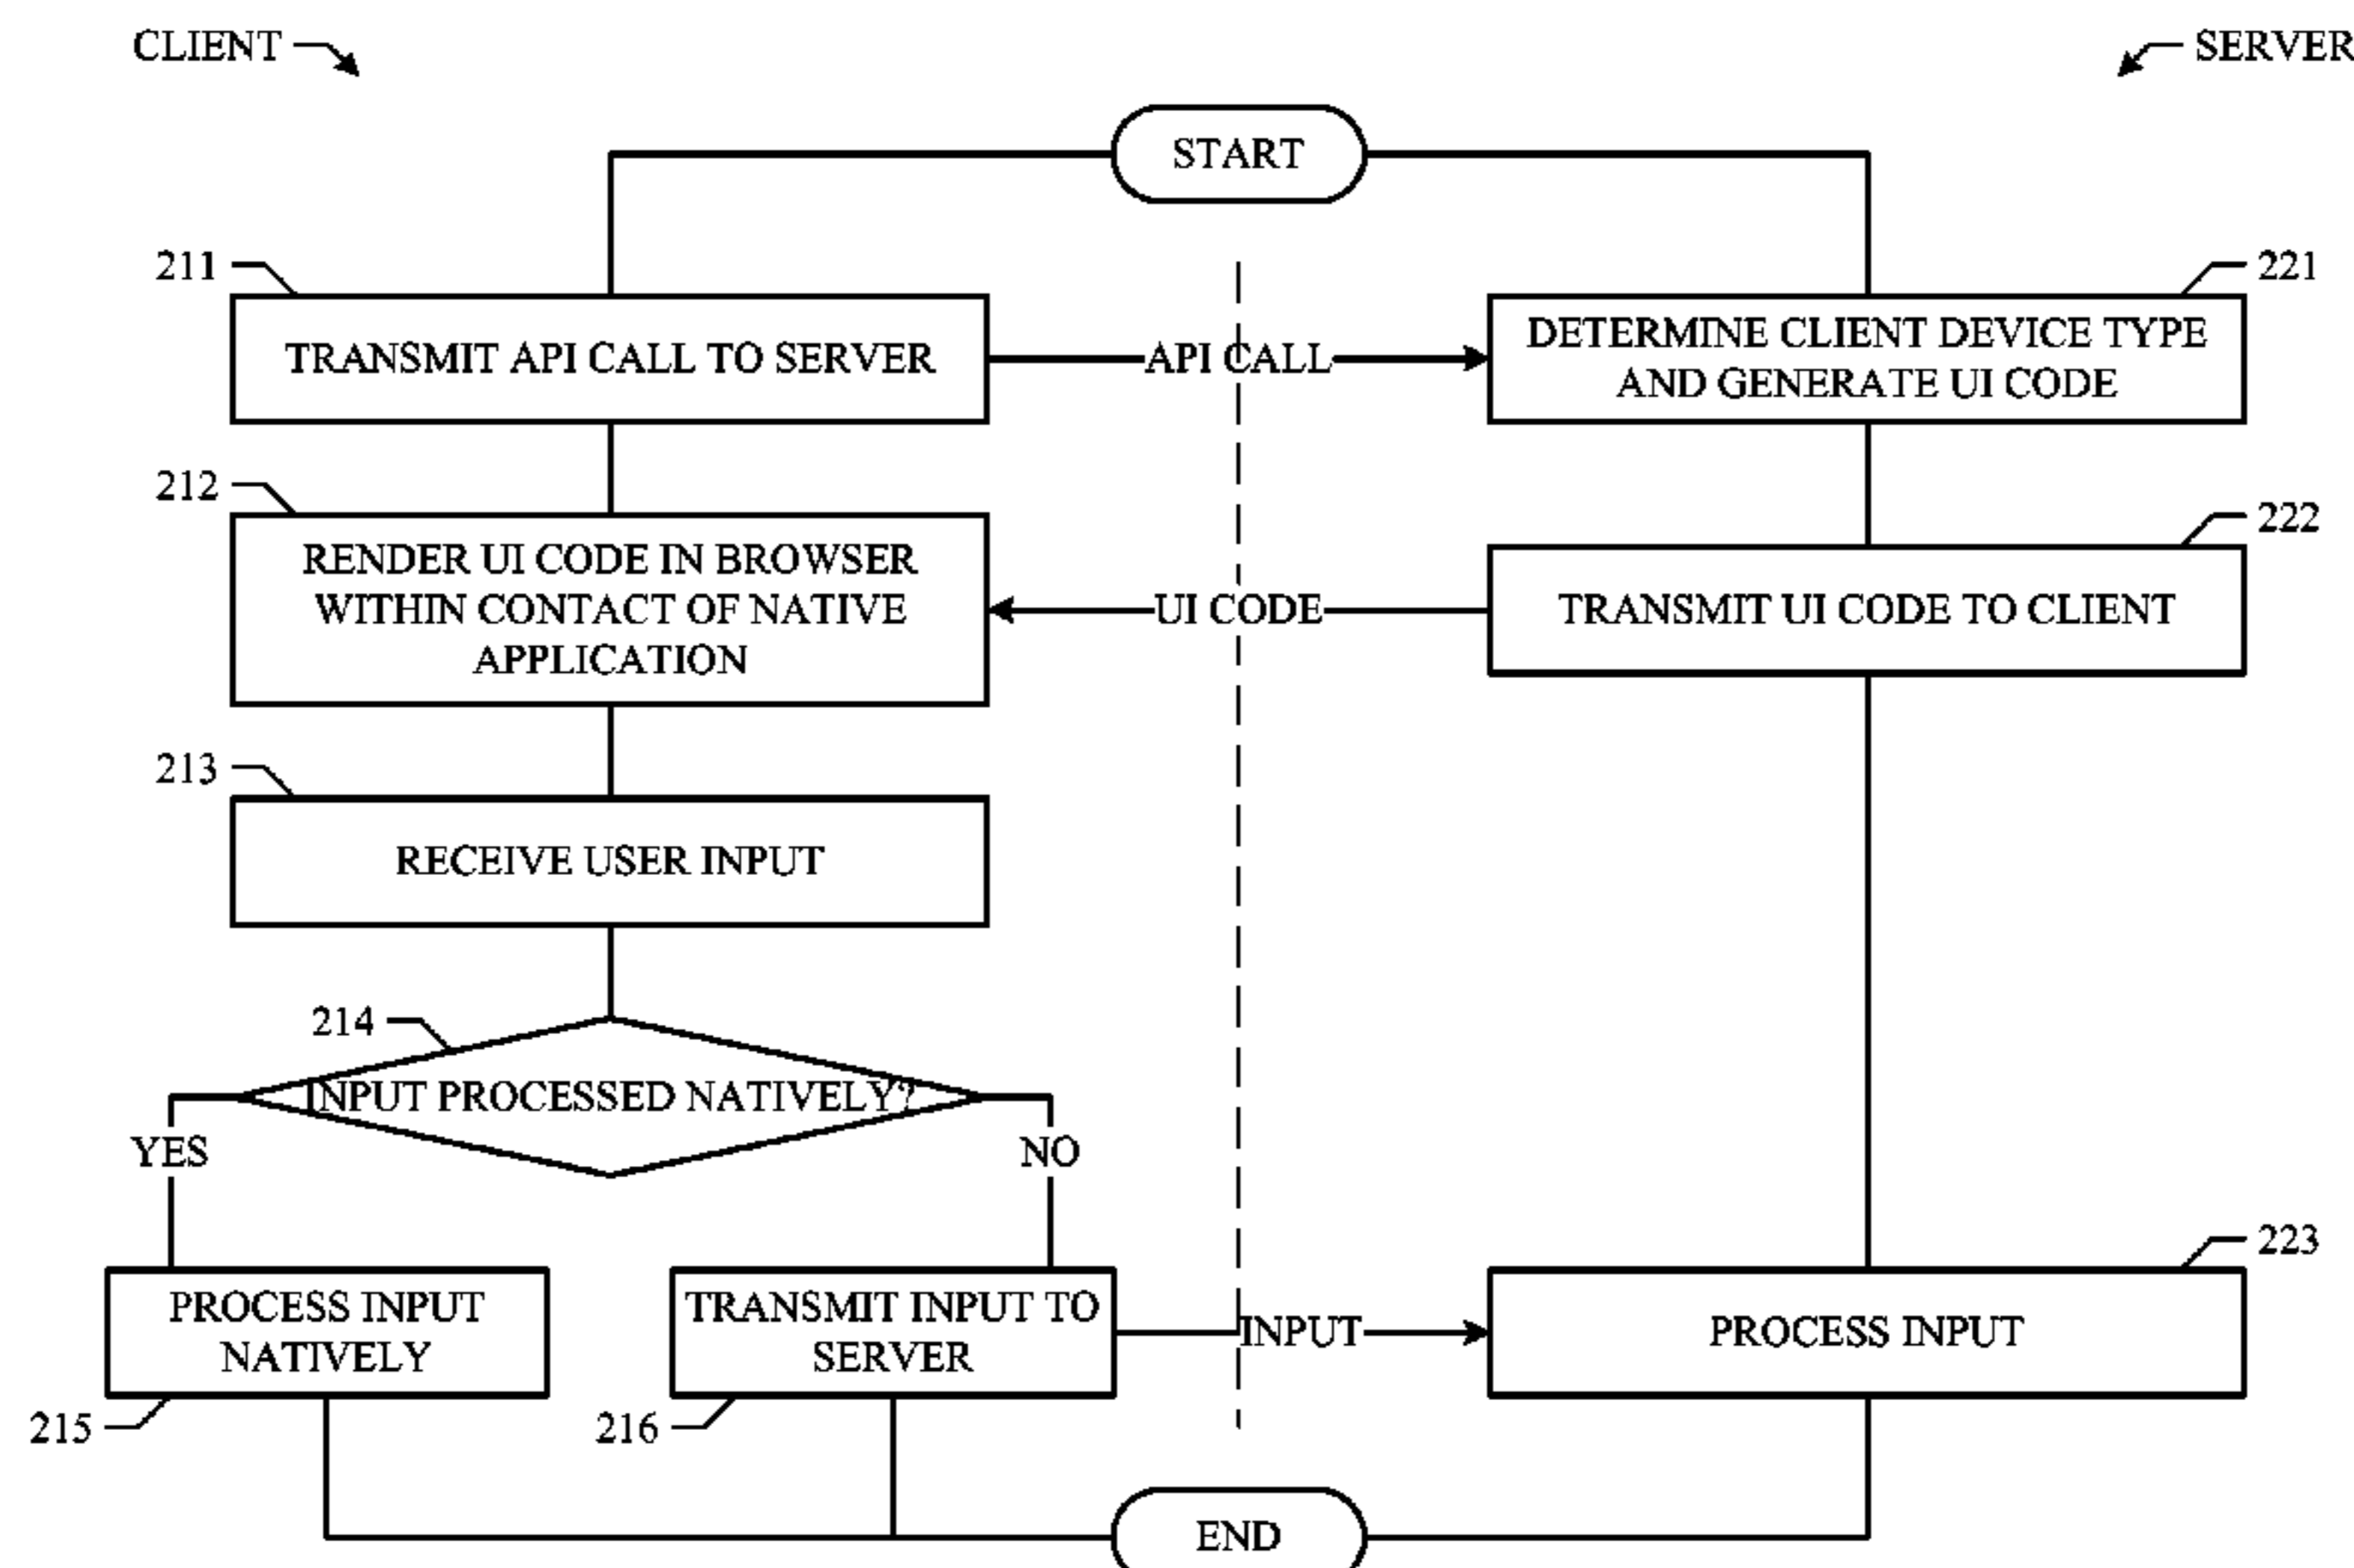 CLIENT
SERVER
START
211
221
TRANSMIT API CALL TO SERVER
API CALL
DETERMINE CLIENT DEVICE TYPE
AND GENERATE UI CODE
212
222
RENDER UI CODE IN BROWSER
WITHIN CONTACT OF NATIVE
APPLICATION
UI CODE
TRANSMIT UI CODE TO CLIENT
213
RECEIVE USER INPUT
214
INPUT PROCESSED NATIVELY?
YES
NO
223
PROCESS INPUT
NATIVELY
TRANSMIT INPUT TO
SERVER
INPUT
PROCESS INPUT
215
216
END